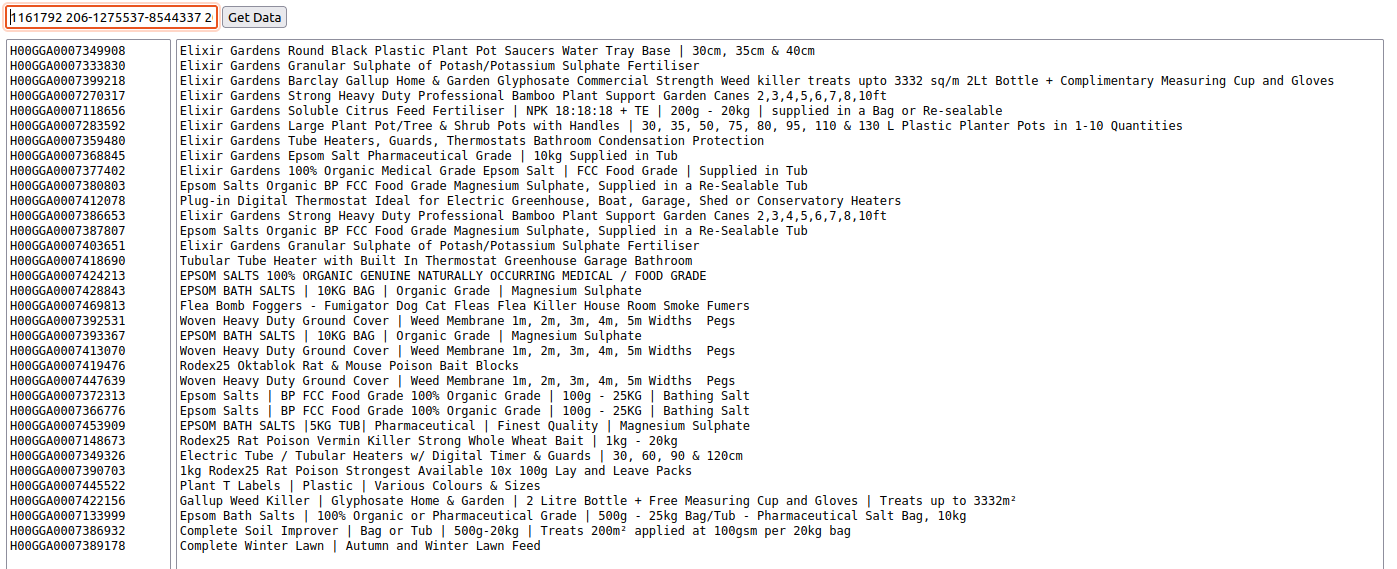 1161792 206-1275537-8544337 2 Get Data
H00GGA0007349908 Elixir Gardens Round Black Plastic Plant Pot Saucers Water Tray Base | 30cm, 35cm & 40cm
H00GGA0007333830 Elixir Gardens Granular Sulphate of Potash/Potassium Sulphate Fertiliser
H00GGA0007399218 Elixir Gardens Barclay Gallup Home & Garden Glyphosate Commercial Strength Weed killer treats upto 3332 sq/m 2Lt Bottle + Complimentary Measuring Cup and Gloves
H00GGA0007270317 Elixir Gardens Strong Heavy Duty Professional Bamboo Plant Support Garden Canes 2,3,4,5,6,7,8,10ft
H00GGA0007118656 Elixir Gardens Soluble Citrus Feed Fertiliser | NPK 18:18:18 + TE | 200g - 20kg | supplied in a Bag or Re-sealable
H00GGA0007283592 Elixir Gardens Large Plant Pot/Tree & Shrub Pots with Handles | 30, 35, 50, 75, 80, 95, 110 & 130 L Plastic Planter Pots in 1-10 Quantities
H00GGA0007359480 Elixir Gardens Tube Heaters, Guards, Thermostats Bathroom Condensation Protection
H00GGA0007368845 Elixir Gardens Epsom Salt Pharmaceutical Grade | 10kg Supplied in Tub
H00GGA0007377402 Elixir Gardens 100% Organic Medical Grade Epsom Salt | FCC Food Grade | Supplied in Tub
H00GGA0007380803 Epsom Salts Organic BP FCC Food Grade Magnesium Sulphate, Supplied in a Re-Sealable Tub
H00GGA0007412078 Plug-in Digital Thermostat Ideal for Electric Greenhouse, Boat, Garage, Shed or Conservatory Heaters
H00GGA0007386653 Elixir Gardens Strong Heavy Duty Professional Bamboo Plant Support Garden Canes 2,3,4,5,6,7,8,10ft
H00GGA0007387807 Epsom Salts Organic BP FCC Food Grade Magnesium Sulphate, Supplied in a Re-Sealable Tub
H00GGA0007403651 Elixir Gardens Granular Sulphate of Potash/Potassium Sulphate Fertiliser
H00GGA0007418690 Tubular Tube Heater with Built In Thermostat Greenhouse Garage Bathroom
H00GGA0007424213 EPSOM SALTS 100% ORGANIC GENUINE NATURALLY OCCURRING MEDICAL / FOOD GRADE
H00GGA0007428843 EPSOM BATH SALTS | 10KG BAG | Organic Grade | Magnesium Sulphate
H00GGA0007469813 Flea Bomb Foggers - Fumigator Dog Cat Fleas Flea Killer House Room Smoke Fumers
H00GGA0007392531 Woven Heavy Duty Ground Cover | Weed Membrane 1m, 2m, 3m, 4m, 5m Widths  Pegs
H00GGA0007393367 EPSOM BATH SALTS | 10KG BAG | Organic Grade | Magnesium Sulphate
H00GGA0007413070 Woven Heavy Duty Ground Cover | Weed Membrane 1m, 2m, 3m, 4m, 5m Widths  Pegs
H00GGA0007419476 Rodex25 Oktablok Rat & Mouse Poison Bait Blocks
H00GGA0007447639 Woven Heavy Duty Ground Cover | Weed Membrane 1m, 2m, 3m, 4m, 5m Widths  Pegs
H00GGA0007372313 Epsom Salts | BP FCC Food Grade 100% Organic Grade | 100g - 25KG | Bathing Salt
H00GGA0007366776 Epsom Salts | BP FCC Food Grade 100% Organic Grade | 100g - 25KG | Bathing Salt
H00GGA0007453909 EPSOM BATH SALTS |5KG TUB| Pharmaceutical | Finest Quality | Magnesium Sulphate
H00GGA0007148673 Rodex25 Rat Poison Vermin Killer Strong Whole Wheat Bait | 1kg - 20kg
H00GGA0007349326 Electric Tube / Tubular Heaters w/ Digital Timer & Guards | 30, 60, 90 & 120cm
H00GGA0007390703 1kg Rodex25 Rat Poison Strongest Available 10x 100g Lay and Leave Packs
H00GGA0007445522 Plant T Labels | Plastic | Various Colours & Sizes
H00GGA0007422156 Gallup Weed Killer | Glyphosate Home & Garden | 2 Litre Bottle + Free Measuring Cup and Gloves | Treats up to 3332m²
H00GGA0007133999 Epsom Bath Salts | 100% Organic or Pharmaceutical Grade | 500g - 25kg Bag/Tub - Pharmaceutical Salt Bag, 10kg
H00GGA0007386932 Complete Soil Improver | Bag or Tub | 500g-20kg | Treats 200m² applied at 100gsm per 20kg bag
H00GGA0007389178 Complete Winter Lawn | Autumn and Winter Lawn Feed